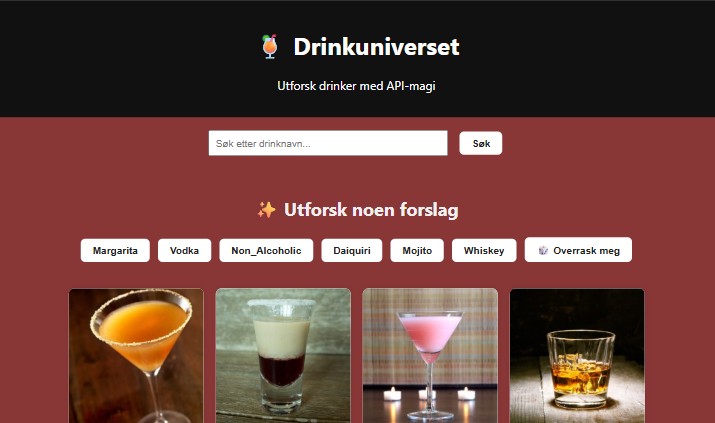 🍹 Drinkuniverset
Utforsk drinker med API-magi
Søk etter drinknavn... Søk
✨ Utforsk noen forslag
Margarita Vodka Non_Alcoholic Daiquiri Mojito Whiskey 🎲 Overrask meg